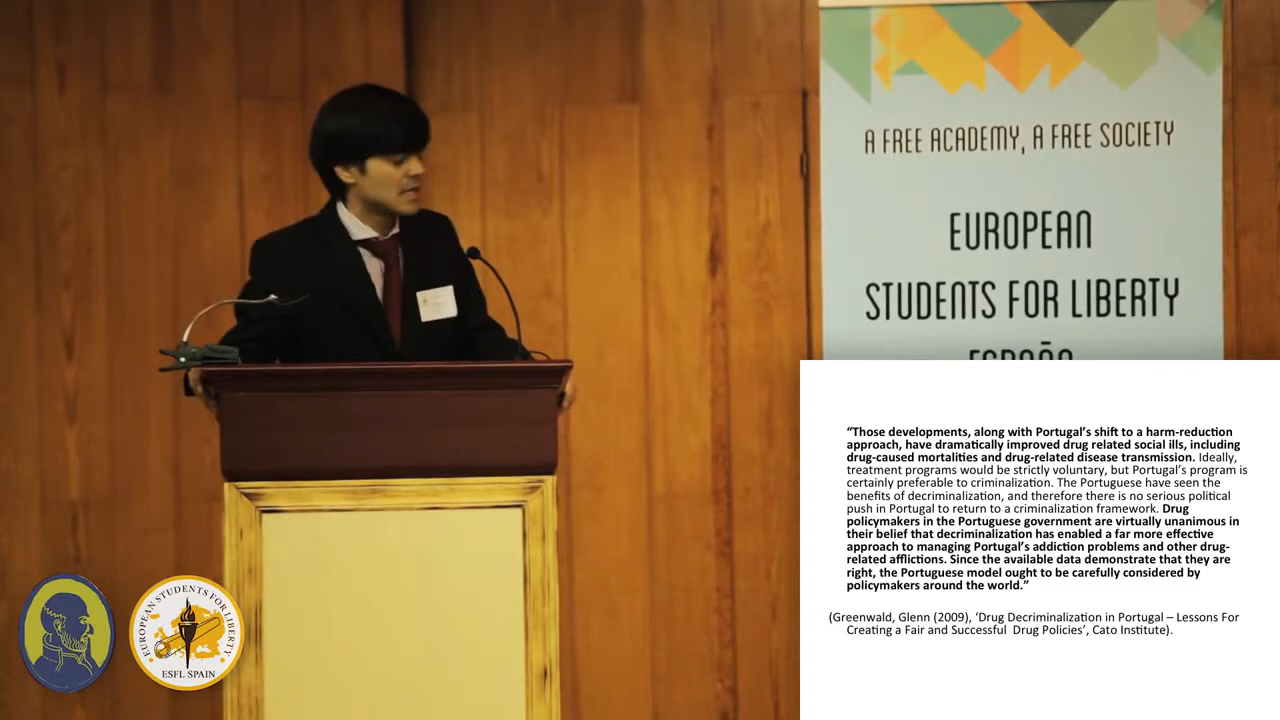 A FREE ACADEMY, A FREE SOCIETY
EUROPEAN
STUDENTS FOR LIBERTY
ESPAÑA
“Those developments, along with Portugal’s shift to a harm-reduction
approach, have dramatically improved drug related social ills, including
drug-caused mortalities and drug-related disease transmission. Ideally,
treatment programs would be strictly voluntary, but Portugal’s program is
certainly preferable to criminalization. The Portuguese have seen the
benefits of decriminalization, and therefore there is no serious political
push in Portugal to return to a criminalization framework. Drug
policymakers in the Portuguese government are virtually unanimous in
their belief that decriminalization has enabled a far more effective
approach to managing Portugal’s addiction problems and other drug-
related afflictions. Since the available data demonstrate that they are
right, the Portuguese model ought to be carefully considered by
policymakers around the world.”
(Greenwald, Glenn (2009), ‘Drug Decriminalization in Portugal – Lessons For
Creating a Fair and Successful Drug Policies’, Cato Institute).
EUROPEAN STUDENTS FOR LIBERTY
ESFL SPAIN